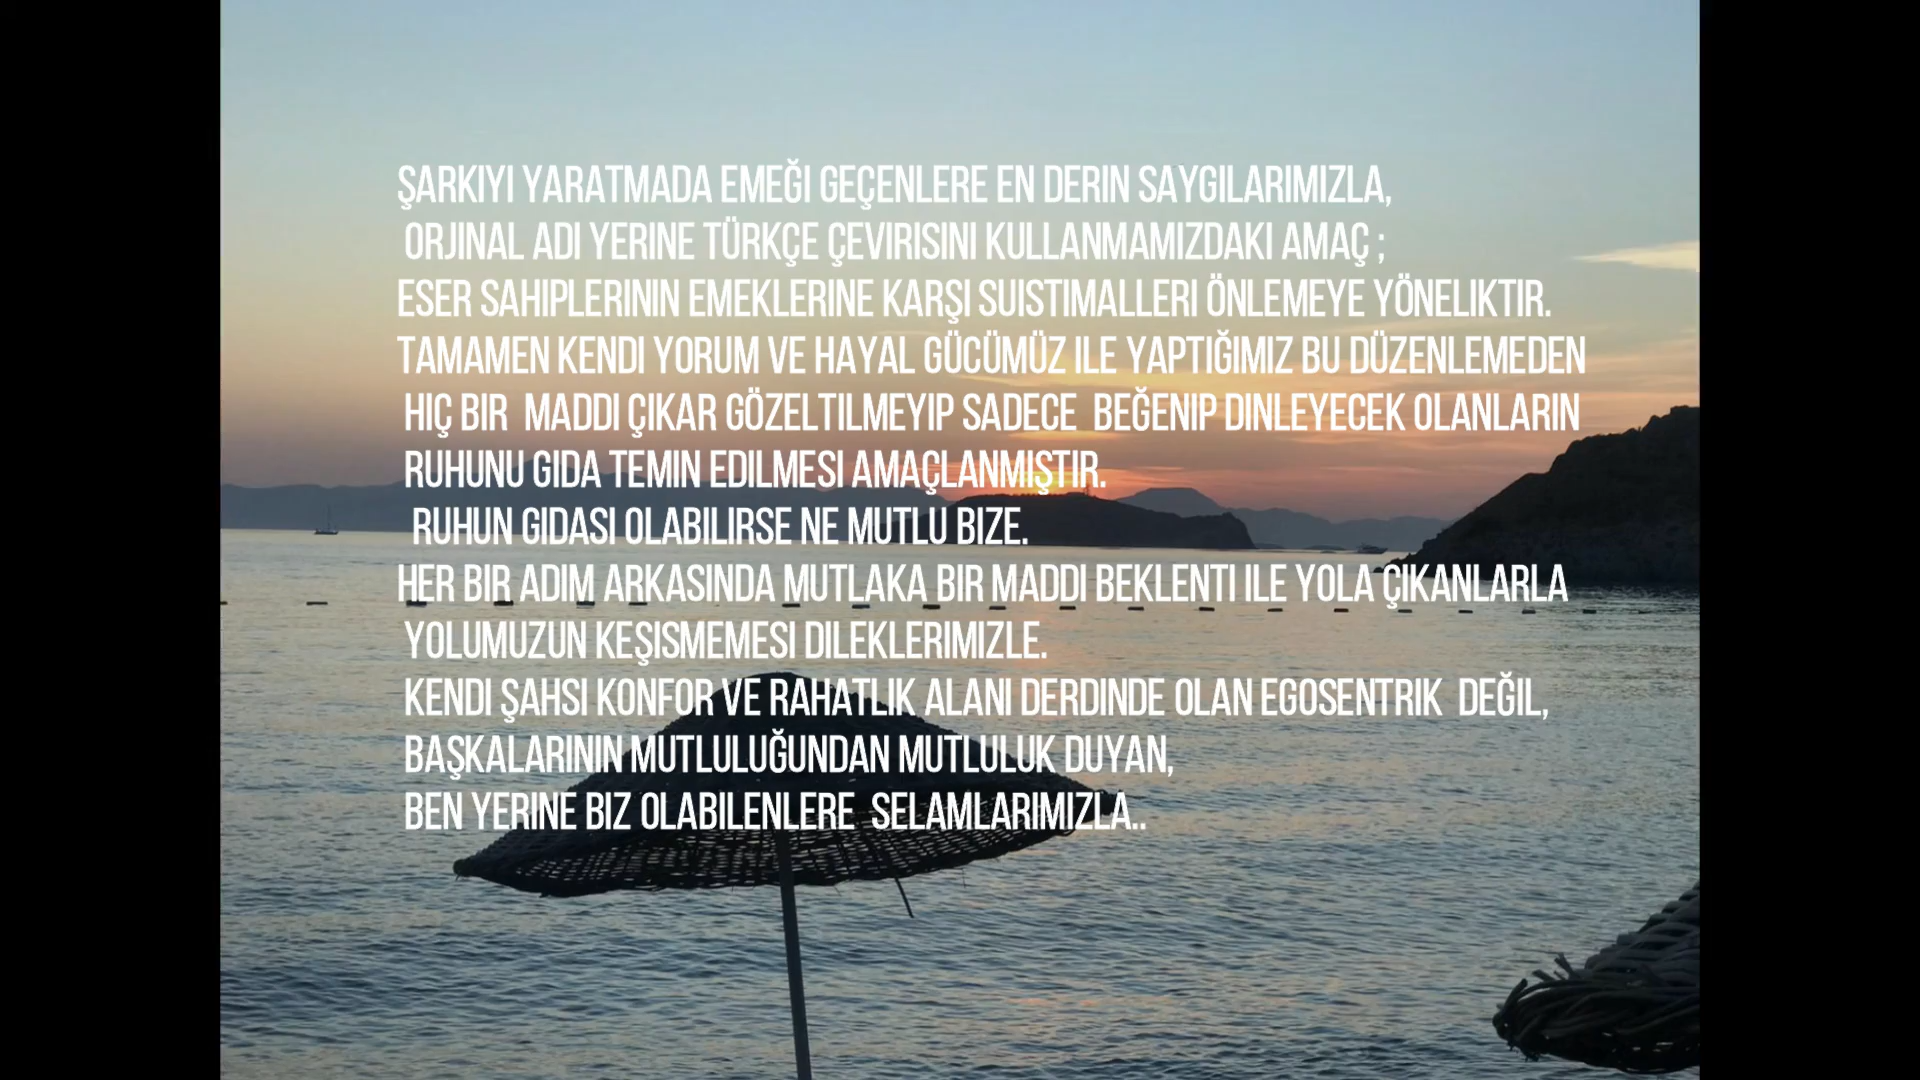 ŞARKIYI YARATMADA EMEĞI GEÇENLERE EN DERIN SAYGILARIMIZLA,
ORJINAL ADI YERINE TÜRKÇE ÇEVIRISINI KULLANMAMIZDAKI AMAÇ ;
ESER SAHIPLERININ EMEKLERINE KARŞI SUISTIMALLERI ÖNLEMEYE YÖNELIKTIR.
TAMAMEN KENDI YORUM VE HAYAL GÜCÜMÜZ ILE YAPTIĞIMIZ BU DÜZENLEMEDEN
HIÇ BIR MADDI ÇIKAR GÖZELTILMEYIP SADECE BEĞENIP DINLEYECEK OLANLARIN
RUHUNU GIDA TEMIN EDILMESI AMAÇLANMIŞTIR.
RUHUN GIDASI OLABILIRSE NE MUTLU BIZE.
HER BIR ADIM ARKASINDA MUTLAKA BIR MADDI BEKLENTI ILE YOLA ÇIKANLARLA
YOLUMUZUN KEŞISMEMESI DILEKLERIMIZLE.
KENDI ŞAHSI KONFOR VE RAHATLIK ALANI DERDINDE OLAN EGOSENTRIK DEĞIL,
BAŞKALARININ MUTLULUĞUNDAN MUTLULUK DUYAN,
BEN YERINE BIZ OLABILENLERE SELAMLARIMIZLA..